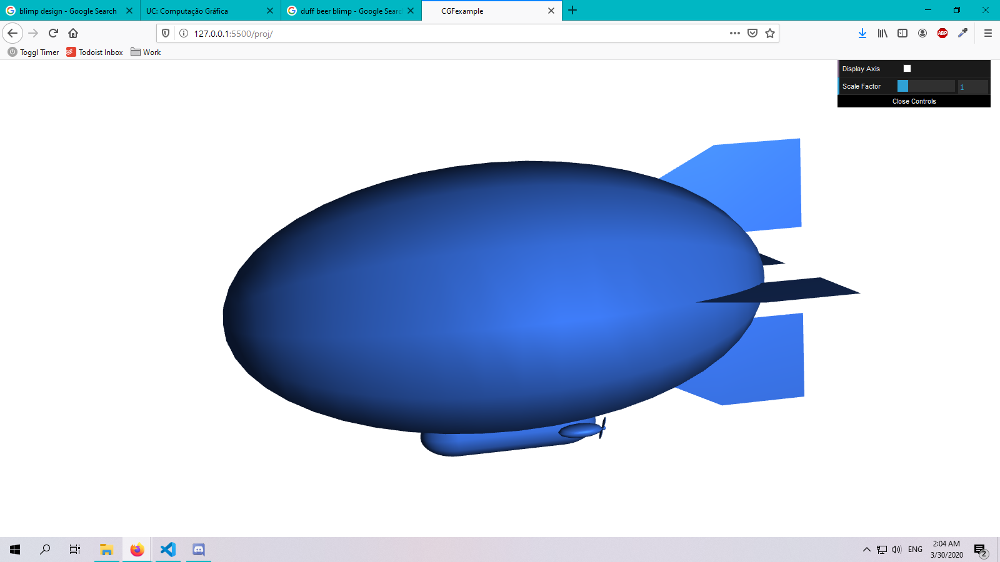 blimp design - Google Search
UC: Computação Gráfica
duff beer blimp - Google Searc
CGFexample
127.0.0.1:5500/proj/
ABP
Toggl Timer
Todoist Inbox
Work
Display Axis
Scale Factor
1
Close Controls
ENG
2:04 AM
3/30/2020
2